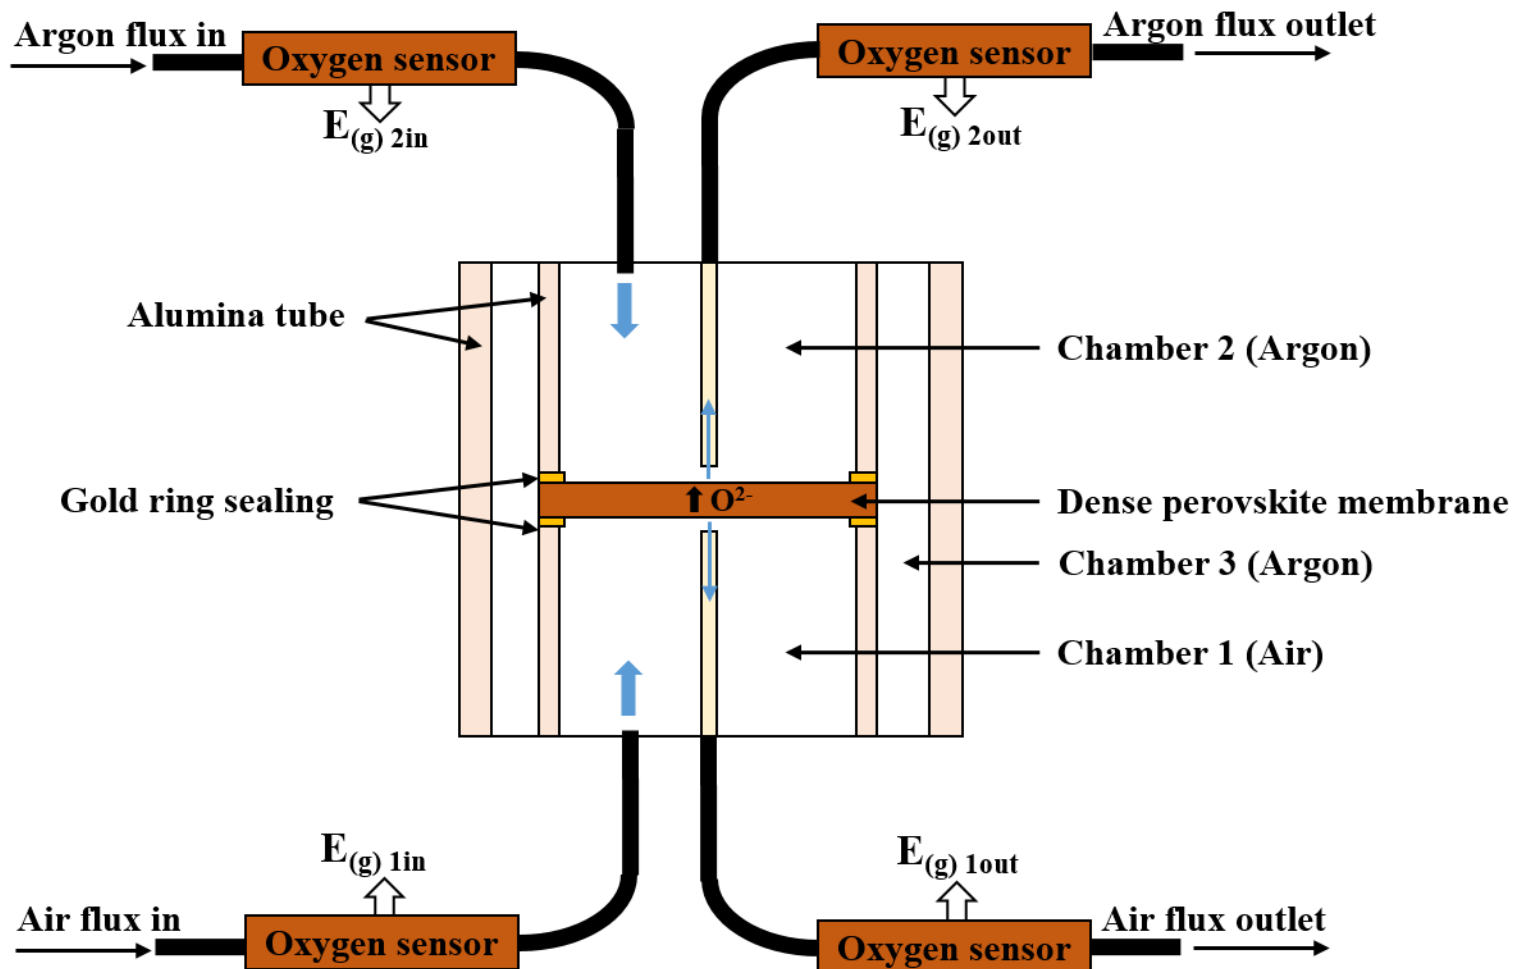 Argon flux in
Oxygen sensor
E(g) 2in
Oxygen sensor
Argon flux outlet
E(g) 2out
Alumina tube
Chamber 2 (Argon)
Gold ring sealing
O²⁻
Dense perovskite membrane
Chamber 3 (Argon)
Chamber 1 (Air)
E(g) 1in
E(g) 1out
Air flux in
Oxygen sensor
Oxygen sensor
Air flux outlet